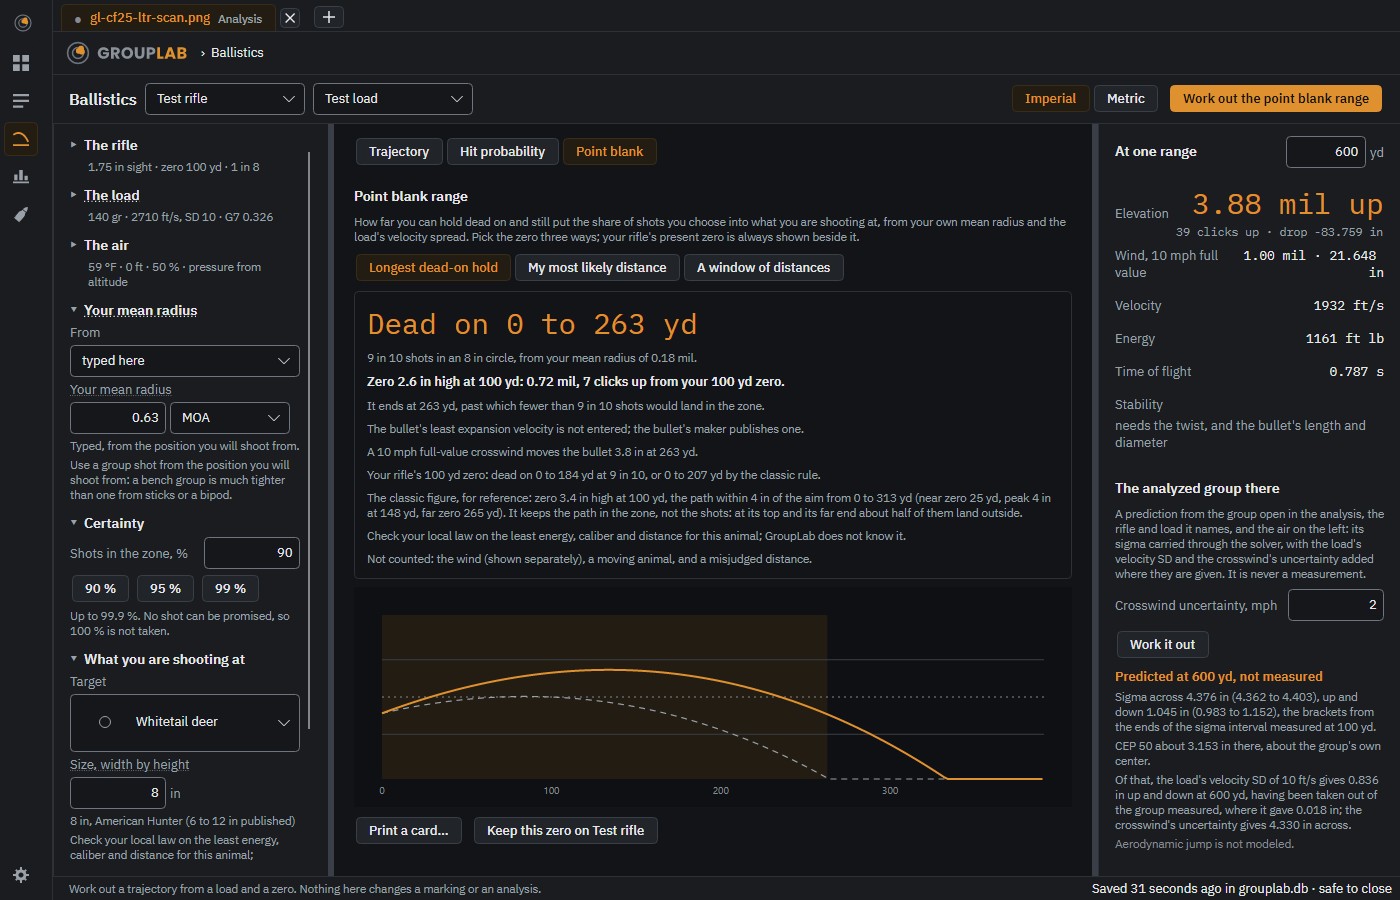 gl-cf25-ltr-scan.png Analysis
GROUPLAB › Ballistics
Ballistics
Test rifle
Test load
Imperial
Metric
Work out the point blank range
The rifle
1.75 in sight · zero 100 yd · 1 in 8
The load
140 gr · 2710 ft/s, SD 10 · G7 0.326
The air
59 °F · 0 ft · 50 % · pressure from
altitude
Your mean radius
From
typed here
Your mean radius
0.63
MOA
Typed, from the position you will shoot from.
Use a group shot from the position you will
shoot from: a bench group is much tighter
than one from sticks or a bipod.
Certainty
Shots in the zone, %
90
90 %
95 %
99 %
Up to 99.9 %. No shot can be promised, so
100 % is not taken.
What you are shooting at
Target
Whitetail deer
Size, width by height
8 in
8 in, American Hunter (6 to 12 in published)
Check your local law on the least energy,
caliber and distance for this animal;
Trajectory
Hit probability
Point blank
Point blank range
How far you can hold dead on and still put the share of shots you choose into what you are shooting at, from your own mean radius and the
load's velocity spread. Pick the zero three ways; your rifle's present zero is always shown beside it.
Longest dead-on hold
My most likely distance
A window of distances
Dead on 0 to 263 yd
9 in 10 shots in an 8 in circle, from your mean radius of 0.18 mil.
Zero 2.6 in high at 100 yd: 0.72 mil, 7 clicks up from your 100 yd zero.
It ends at 263 yd, past which fewer than 9 in 10 shots would land in the zone.
The bullet's least expansion velocity is not entered; the bullet's maker publishes one.
A 10 mph full-value crosswind moves the bullet 3.8 in at 263 yd.
Your rifle's 100 yd zero: dead on 0 to 184 yd at 9 in 10, or 0 to 207 yd by the classic rule.
The classic figure, for reference: zero 3.4 in high at 100 yd, the path within 4 in of the aim from 0 to 313 yd (near zero 25 yd, peak 4 in
at 148 yd, far zero 265 yd). It keeps the path in the zone, not the shots: at its top and its far end about half of them land outside.
Check your local law on the least energy, caliber and distance for this animal; GroupLab does not know it.
Not counted: the wind (shown separately), a moving animal, and a misjudged distance.
0 100 200 300
Print a card...
Keep this zero on Test rifle
At one range
600 yd
Elevation 3.88 mil up
39 clicks up · drop -83.759 in
Wind, 10 mph full 1.00 mil · 21.648
value in
Velocity 1932 ft/s
Energy 1161 ft lb
Time of flight 0.787 s
Stability
needs the twist, and the bullet's length and
diameter
The analyzed group there
A prediction from the group open in the analysis, the
rifle and load it names, and the air on the left: its
sigma carried through the solver, with the load's
velocity SD and the crosswind's uncertainty added
where they are given. It is never a measurement.
Crosswind uncertainty, mph 2
Work it out
Predicted at 600 yd, not measured
Sigma across 4.376 in (4.362 to 4.403), up and
down 1.045 in (0.983 to 1.152), the brackets from
the ends of the sigma interval measured at 100 yd.
CEP 50 about 3.153 in there, about the group's own
center.
Of that, the load's velocity SD of 10 ft/s gives 0.836
in up and down at 600 yd, having been taken out of
the group measured, where it gave 0.018 in; the
crosswind's uncertainty gives 4.330 in across.
Aerodynamic jump is not modeled.
Work out a trajectory from a load and a zero. Nothing here changes a marking or an analysis.
Saved 31 seconds ago in grouplab.db · safe to close